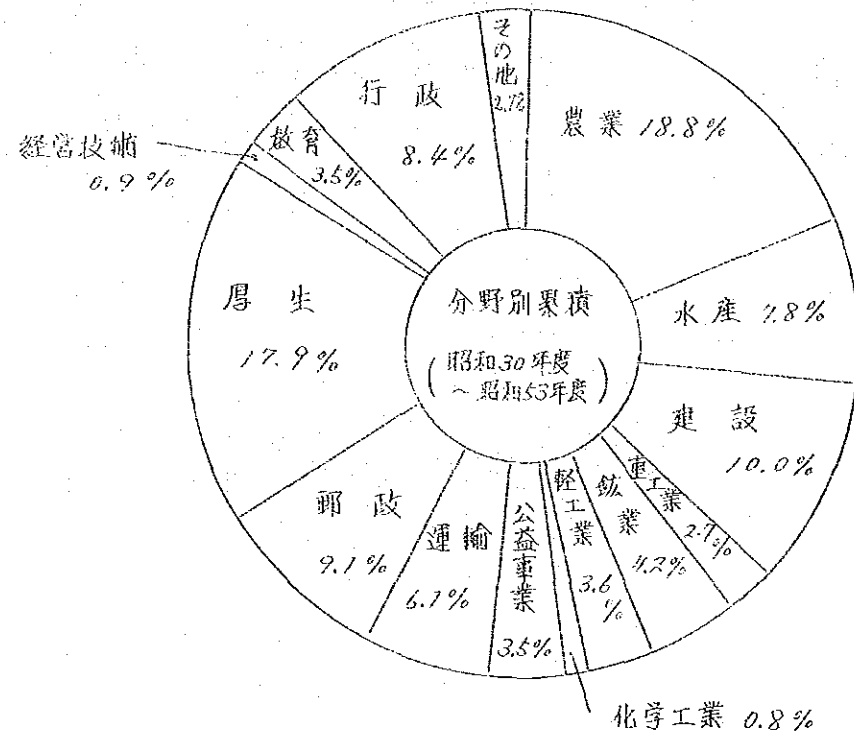 分野別累積
(昭和30年度
～昭和53年度)
農業 18.8%
水産 7.8%
建設
10.0%
重工業
2.7%
鉱業
4.2%
軽工業
3.6
%
化学工業 0.8%
公益事業
3.5%
運輸
6.1%
郵政
9.1%
厚生
17.9%
経営技術
0.9%
教育
3.5%
行政
8.4%
その他
2.7%